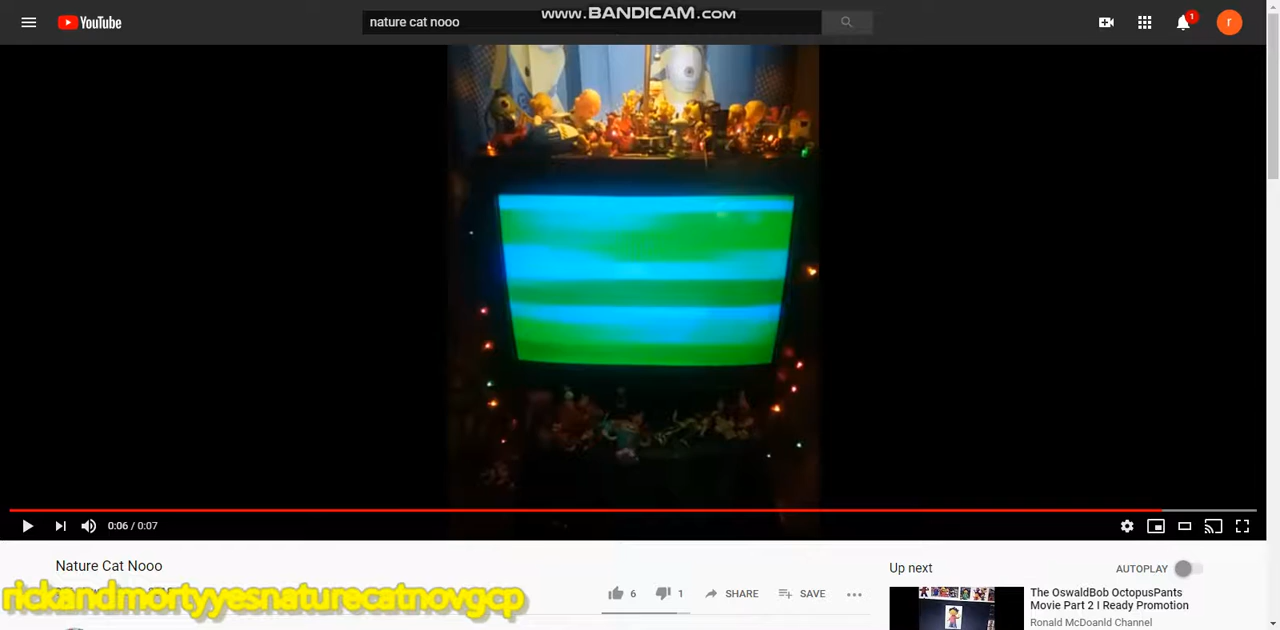 YouTube
nature cat nooo
www.BANDICAM.com
1
r
0:06 / 0:07
Nature Cat Nooo
rickandmortyyesnaturecatnovgcp
6
1
SHARE
SAVE
Up next
AUTOPLAY
The OswaldBob OctopusPants
Movie Part 2 I Ready Promotion
Ronald McDoanld Channel